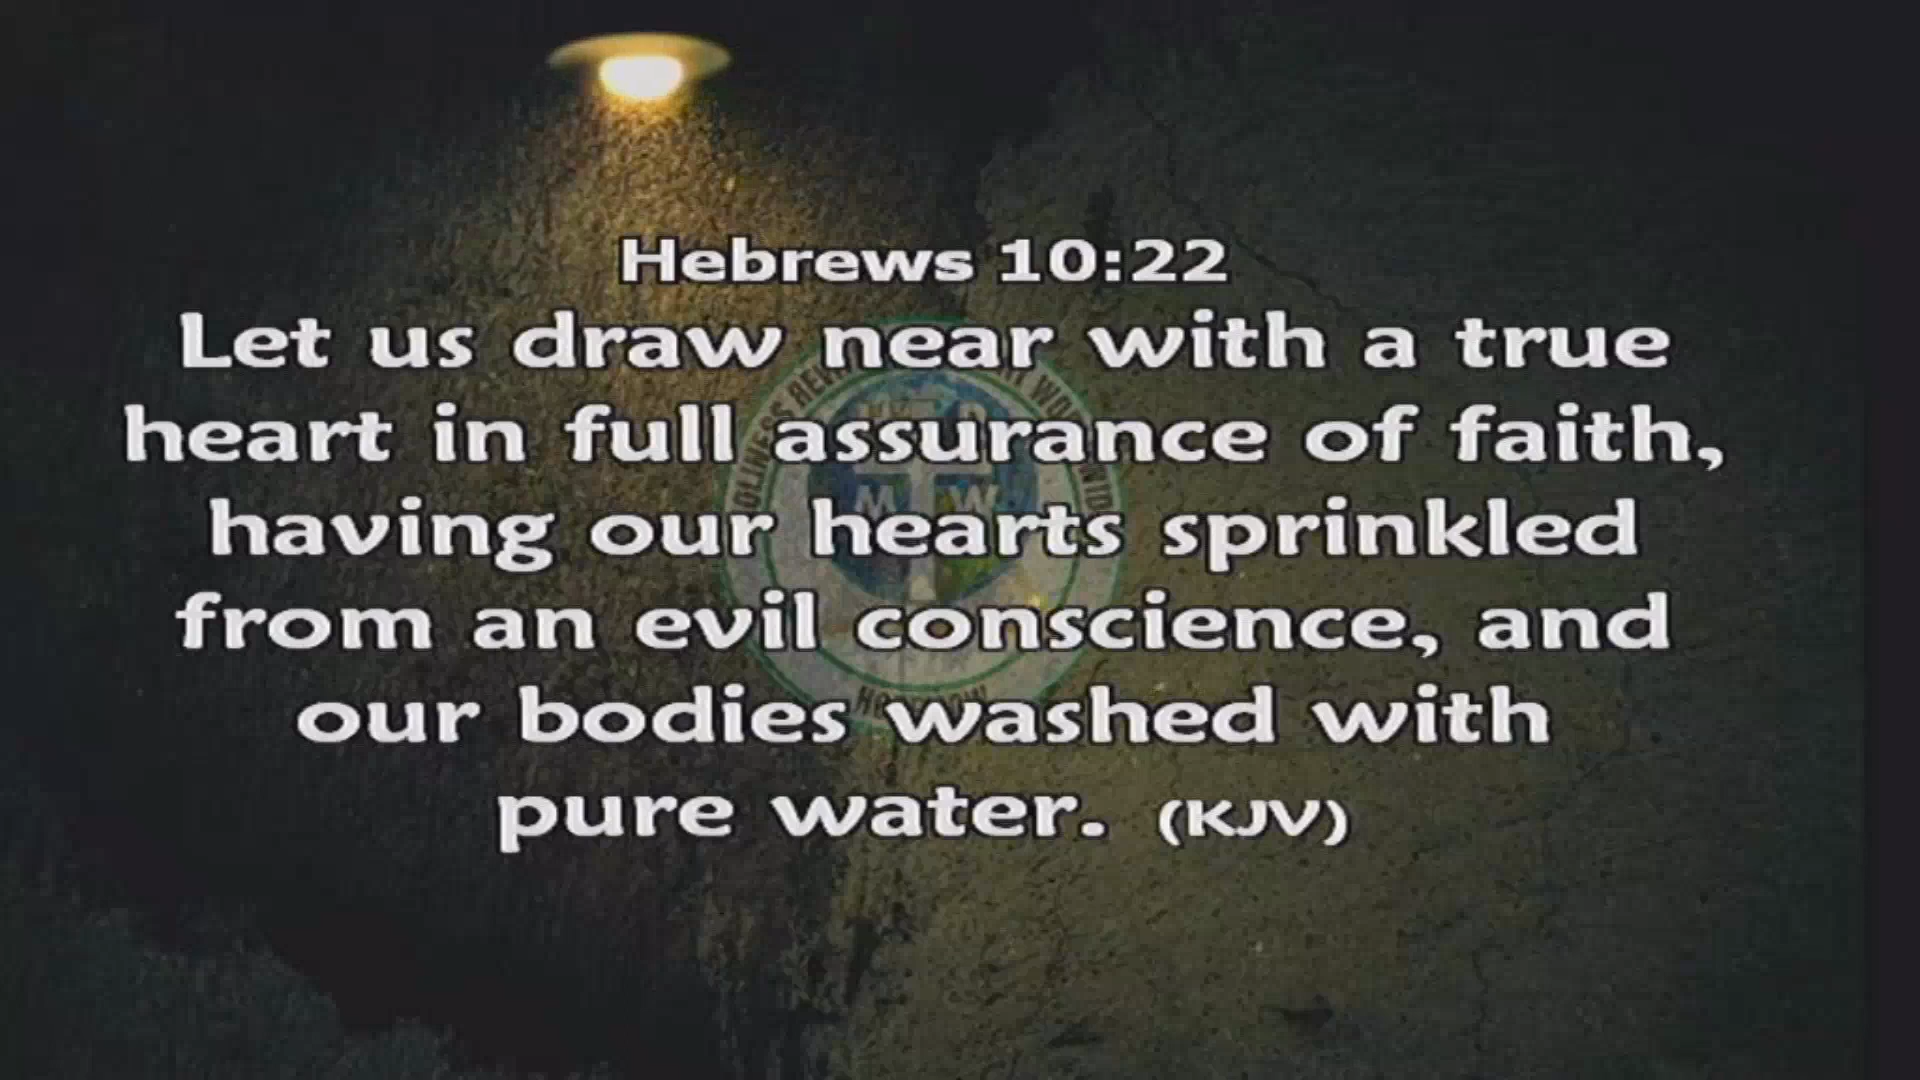 Hebrews 10:22
Let us draw near with a true
heart in full assurance of faith,
having our hearts sprinkled
from an evil conscience, and
our bodies washed with
pure water. (KJV)
M W